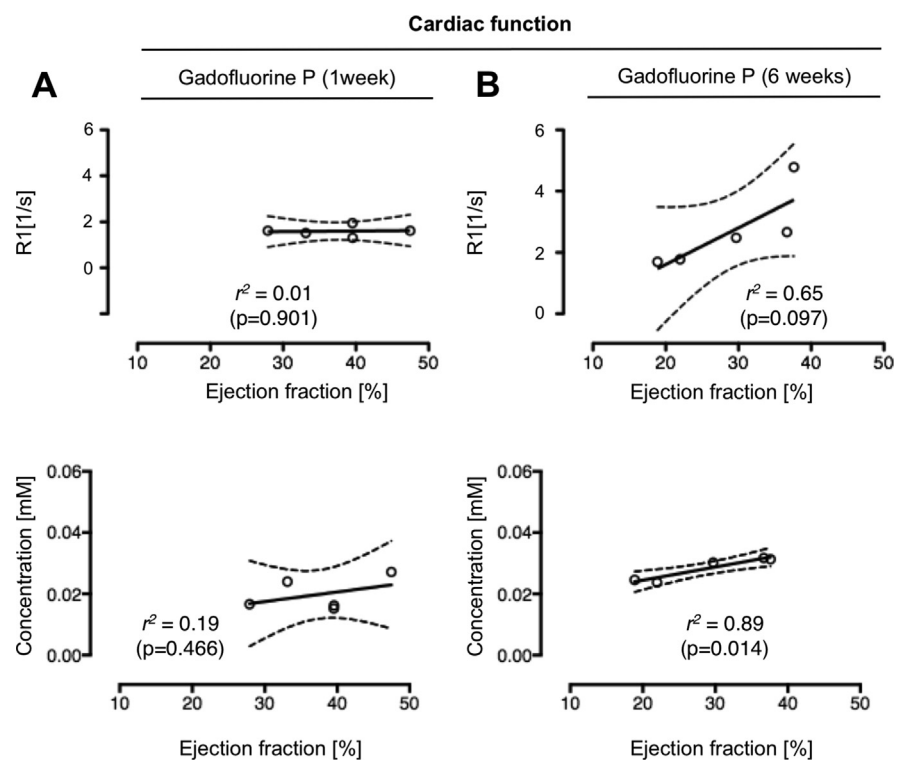 Cardiac function
A
Gadofluorine P (1week)
B
Gadofluorine P (6 weeks)
R1[1/s]
6
4
2
0
r² = 0.01
(p=0.901)
10 20 30 40 50
Ejection fraction [%]
R1[1/s]
6
4
2
0
r² = 0.65
(p=0.097)
10 20 30 40 50
Ejection fraction [%]
Concentration [mM]
0.06
0.04
0.02
0.00
r² = 0.19
(p=0.466)
10 20 30 40 50
Ejection fraction [%]
Concentration [mM]
0.06
0.04
0.02
0.00
r² = 0.89
(p=0.014)
10 20 30 40 50
Ejection fraction [%]